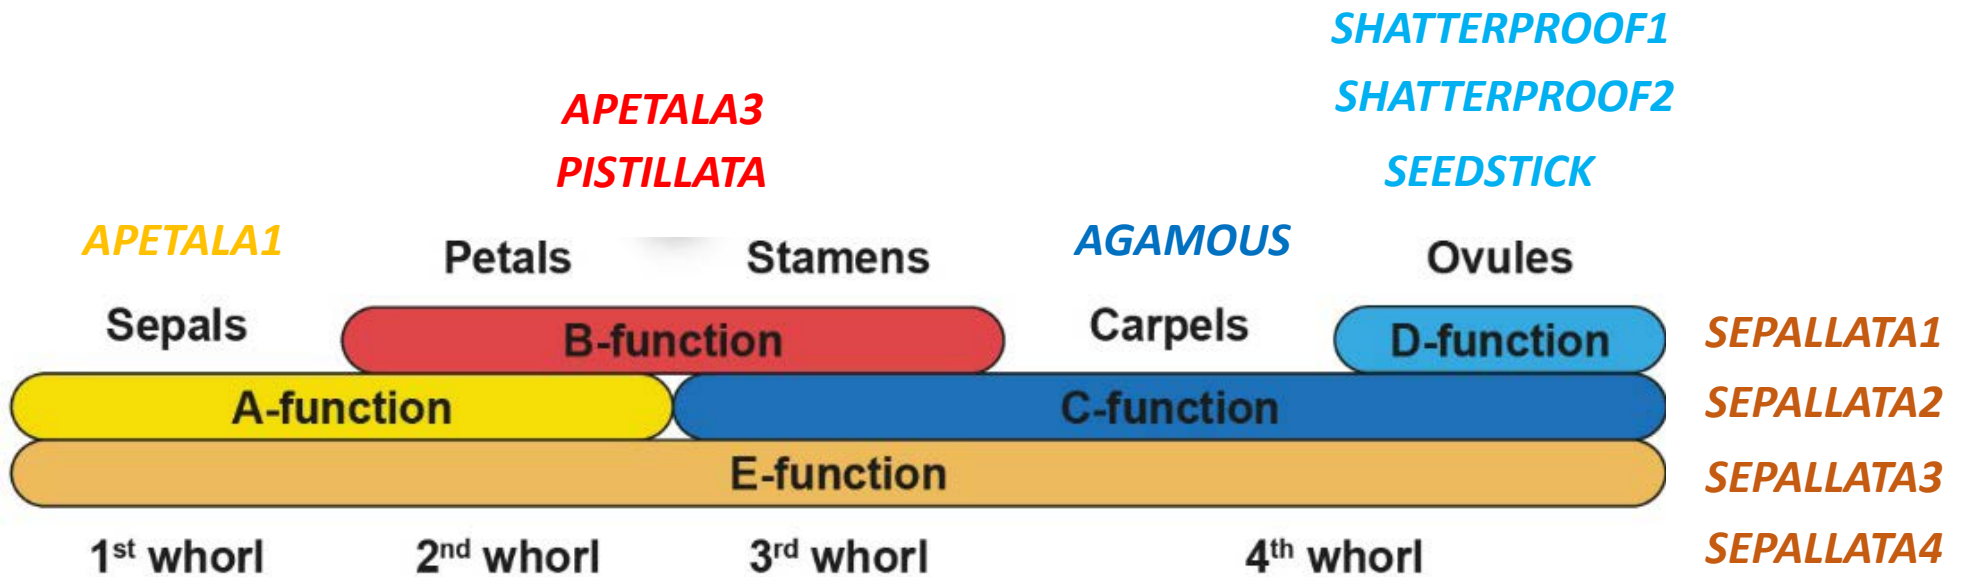 SHATTERPROOF1
SHATTERPROOF2
SEEDSTICK
APETALA3
PISTILLATA
APETALA1
Petals
Stamens
AGAMOUS
Ovules
Sepals
B-function
Carpels
D-function
SEPALLATA1
A-function
C-function
SEPALLATA2
E-function
SEPALLATA3
1st whorl
2nd whorl
3rd whorl
4th whorl
SEPALLATA4